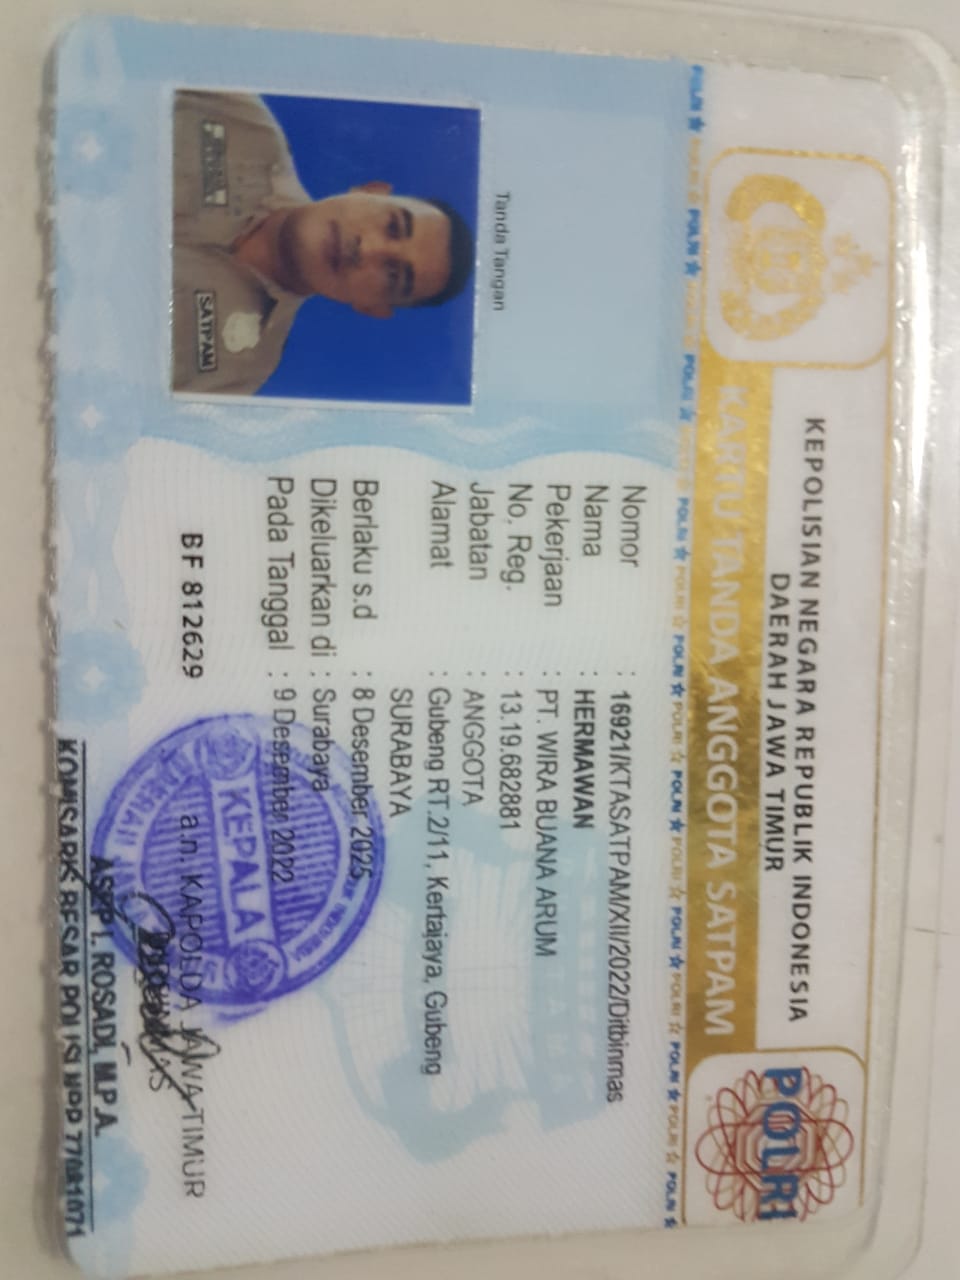 KEPOLISIAN NEGARA REPUBLIK INDONESIA
DAERAH JAWA TIMUR
KARTU TANDA ANGGOTA SATPAM
POLRI
POLRI POLRI POLRI POLRI POLRI POLRI POLRI POLRI POLRI POLRI POLRI POLRI POLRI POLRI POLRI POLRI
Nomor : 16921/KTASATPAM/XII/2022/Ditbinmas
Nama : HERMAWAN
Pekerjaan : PT. WIRA BUANA ARUM
No. Reg. : 13.19.682881
Jabatan : ANGGOTA
Alamat : Gubeng RT.2/11, Kertajaya, Gubeng
SURABAYA
Berlaku s.d : 8 Desember 2025
Dikeluarkan di : Surabaya
Pada Tanggal : 9 Desember 2022
Tanda Tangan
SATPAM
BF 812629
KEPALA
DAERAH JAWA
a.n. KAPOLDA JAWA TIMUR
ASEP I. ROSADI, M.P.A.
KOMISARIS BESAR POLISI NRP 77081071